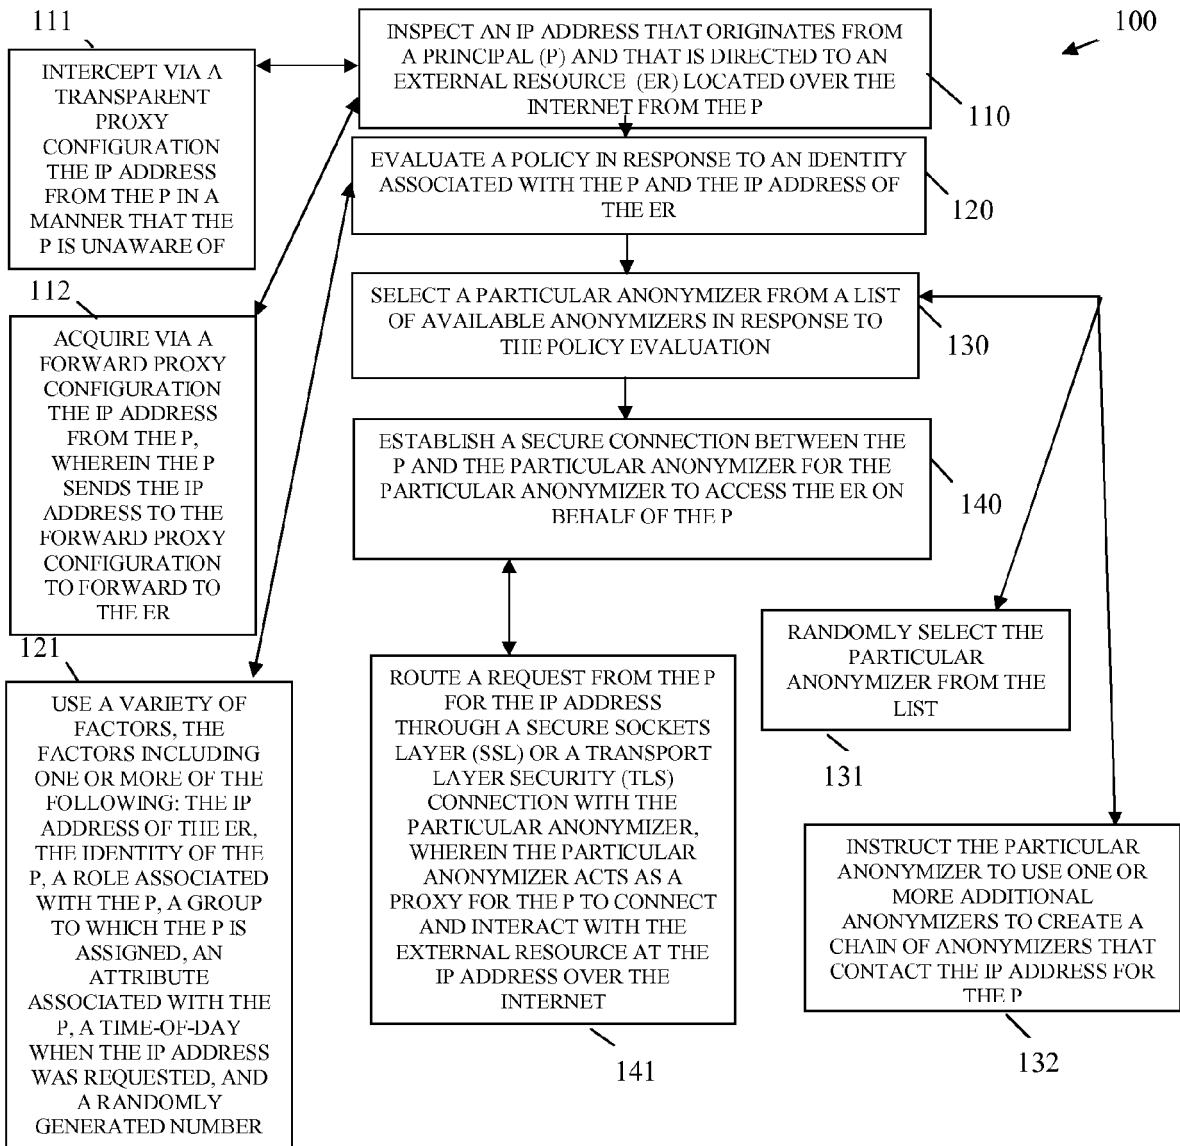 111
INTERCEPT VIA A
TRANSPARENT
PROXY
CONFIGURATION
THE IP ADDRESS
FROM THE P IN A
MANNER THAT THE
P IS UNAWARE OF
INSPECT AN IP ADDRESS THAT ORIGINATES FROM
A PRINCIPAL (P) AND THAT IS DIRECTED TO AN
EXTERNAL RESOURCE (ER) LOCATED OVER THE
INTERNET FROM THE P
100
110
EVALUATE A POLICY IN RESPONSE TO AN IDENTITY
ASSOCIATED WITH THE P AND THE IP ADDRESS OF
THE ER
120
112
ACQUIRE VIA A
FORWARD PROXY
CONFIGURATION
THE IP ADDRESS
FROM THE P,
WHEREIN THE P
SENDS THE IP
ADDRESS TO THE
FORWARD PROXY
CONFIGURATION
TO FORWARD TO
THE ER
SELECT A PARTICULAR ANONYMIZER FROM A LIST
OF AVAILABLE ANONYMIZERS IN RESPONSE TO
THE POLICY EVALUATION
130
ESTABLISH A SECURE CONNECTION BETWEEN THE
P AND THE PARTICULAR ANONYMIZER FOR THE
PARTICULAR ANONYMIZER TO ACCESS THE ER ON
BEHALF OF THE P
140
121
USE A VARIETY OF
FACTORS, THE
FACTORS INCLUDING
ONE OR MORE OF THE
FOLLOWING: THE IP
ADDRESS OF THE ER,
THE IDENTITY OF THE
P, A ROLE ASSOCIATED
WITH THE P, A GROUP
TO WHICH THE P IS
ASSIGNED, AN
ATTRIBUTE
ASSOCIATED WITH THE
P, A TIME-OF-DAY
WHEN THE IP ADDRESS
WAS REQUESTED, AND
A RANDOMLY
GENERATED NUMBER
ROUTE A REQUEST FROM THE P
FOR THE IP ADDRESS
THROUGH A SECURE SOCKETS
LAYER (SSL) OR A TRANSPORT
LAYER SECURITY (TLS)
CONNECTION WITH THE
PARTICULAR ANONYMIZER,
WHEREIN THE PARTICULAR
ANONYMIZER ACTS AS A
PROXY FOR THE P TO CONNECT
AND INTERACT WITH THE
EXTERNAL RESOURCE AT THE
IP ADDRESS OVER THE
INTERNET
141
RANDOMLY SELECT THE
PARTICULAR
ANONYMIZER FROM THE
LIST
131
INSTRUCT THE PARTICULAR
ANONYMIZER TO USE ONE OR
MORE ADDITIONAL
ANONYMIZERS TO CREATE A
CHAIN OF ANONYMIZERS THAT
CONTACT THE IP ADDRESS FOR
THE P
132